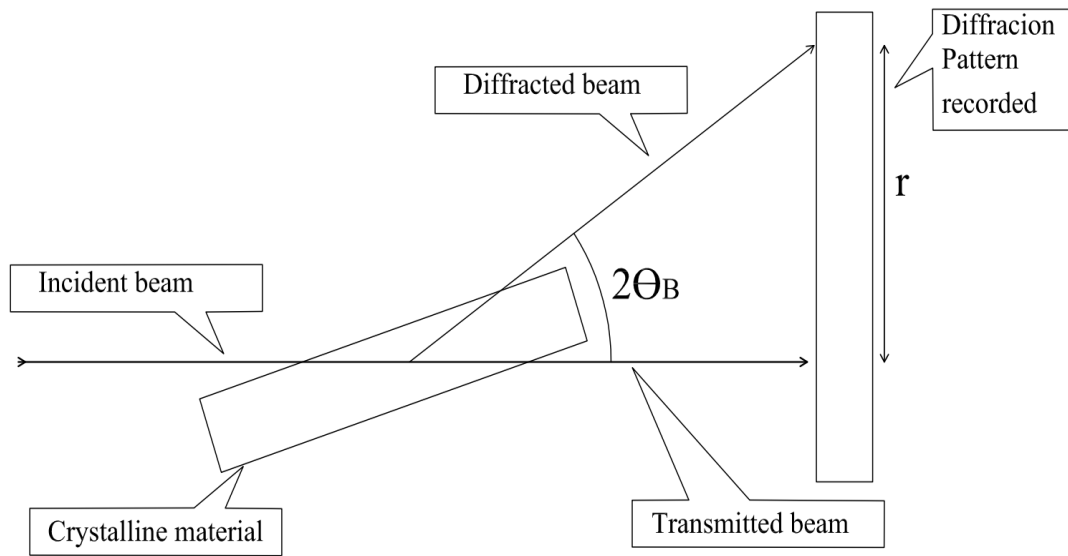 Diffracion
Pattern
recorded
Diffracted beam
r
2ΘB
Incident beam
Transmitted beam
Crystalline material